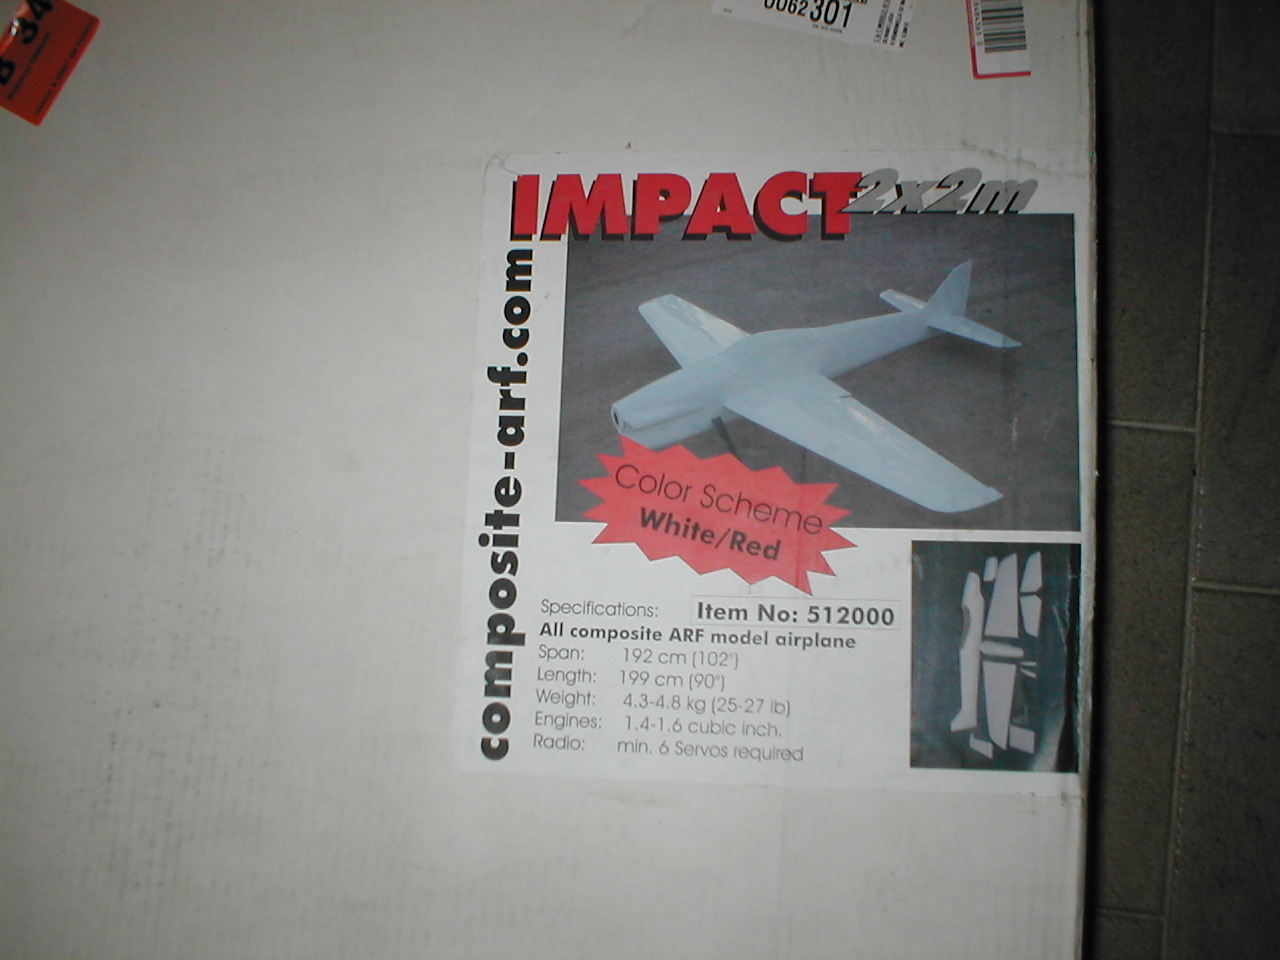 B 34
0062301
IMPACT 2x2m
composite-arf.com
Color Scheme
White/Red
Specifications:
Item No: 512000
All composite ARF model airplane
Span: 192 cm (102")
Length: 199 cm (90")
Weight: 4.3-4.8 kg (25-27 lb)
Engines: 1.4-1.6 cubic inch.
Radio: min. 6 Servos required